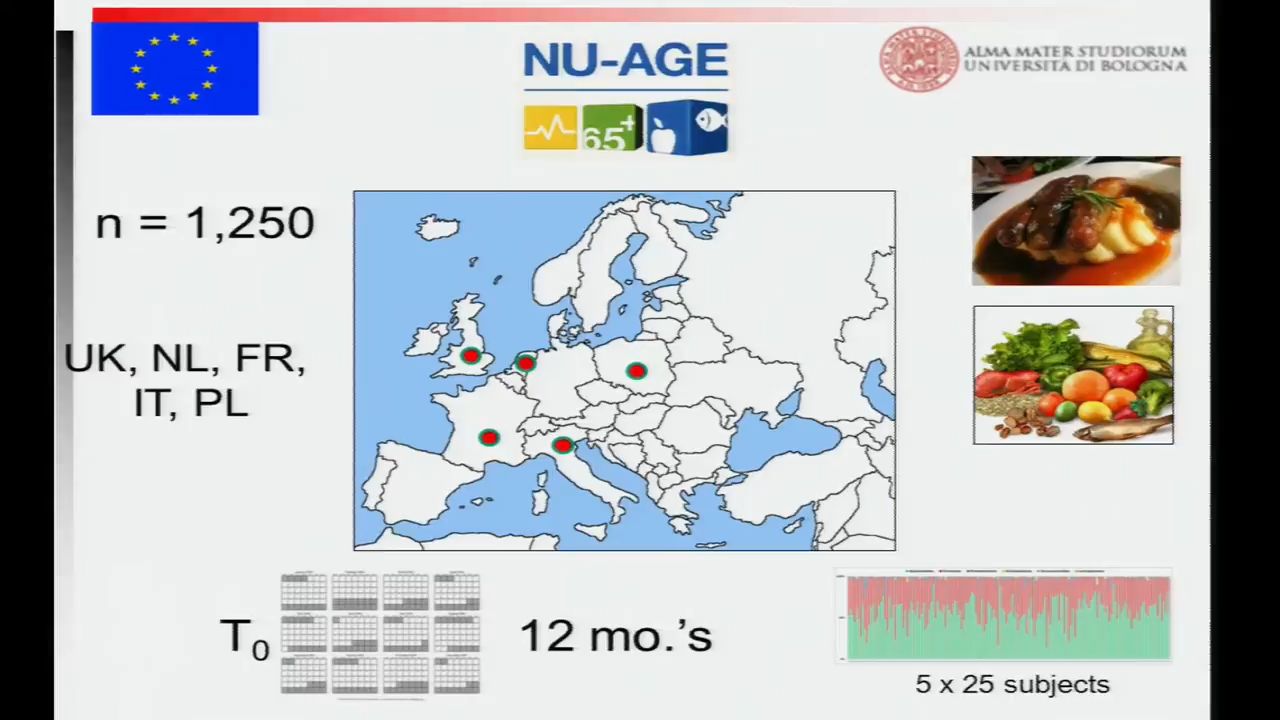 NU-AGE
65+
ALMA MATER STUDIORUM
UNIVERSITÀ DI BOLOGNA
n = 1,250
UK, NL, FR,
IT, PL
T0
12 mo.'s
5 x 25 subjects